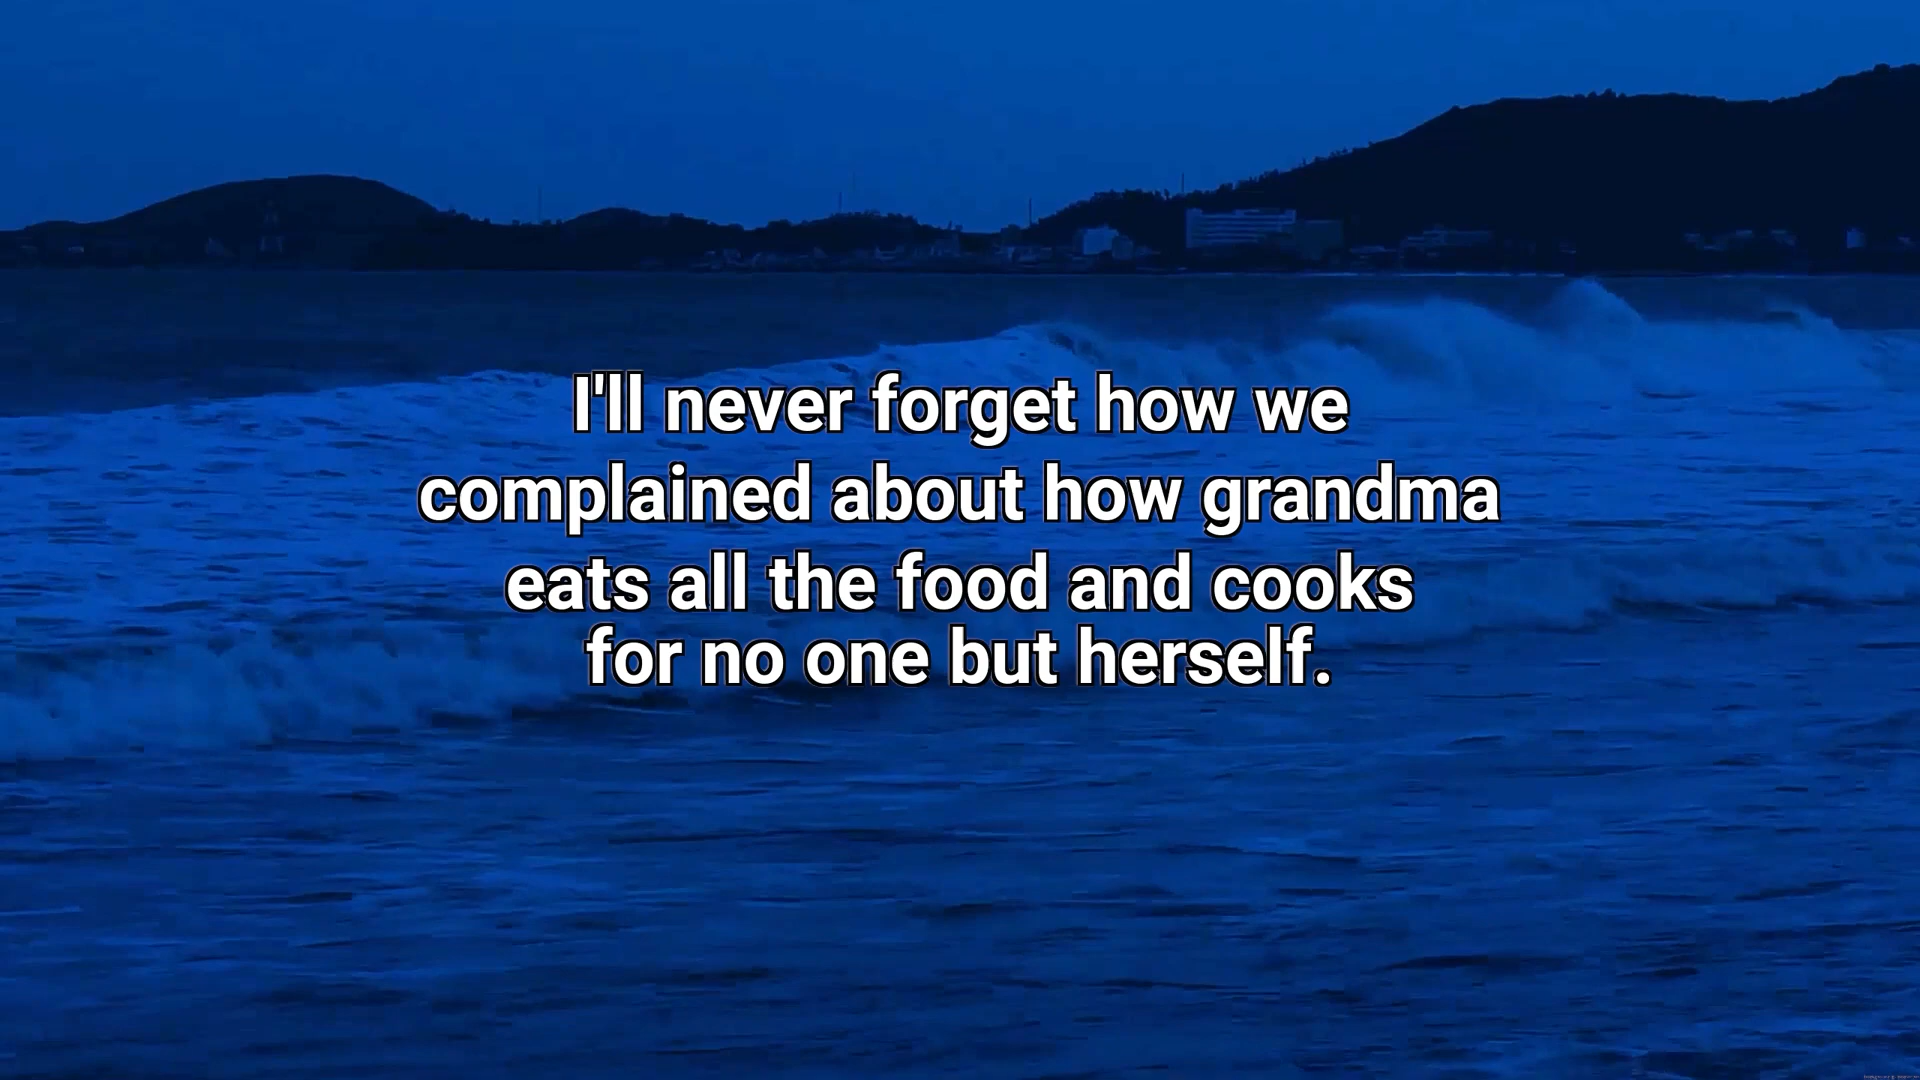 I'll never forget how we
complained about how grandma
eats all the food and cooks
for no one but herself.